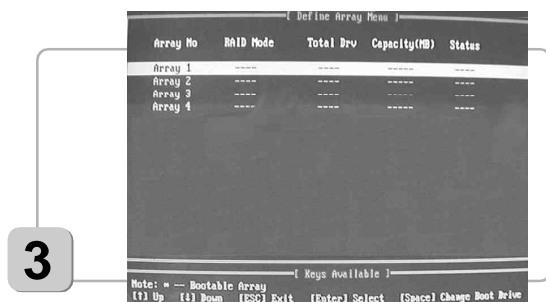 [ Define Array Menu ]
Array No RAID Mode Total Drv Capacity(MB) Status
Array 1 ---- ---- ----- ----
Array 2 ---- ---- ----- ----
Array 3 ---- ---- ----- ----
Array 4 ---- ---- ----- ----
3
[ Keys Available ]
Note: * — Bootable Array
[↑] Up [↓] Down [ESC] Exit [Enter] Select [Space] Change Boot Drive